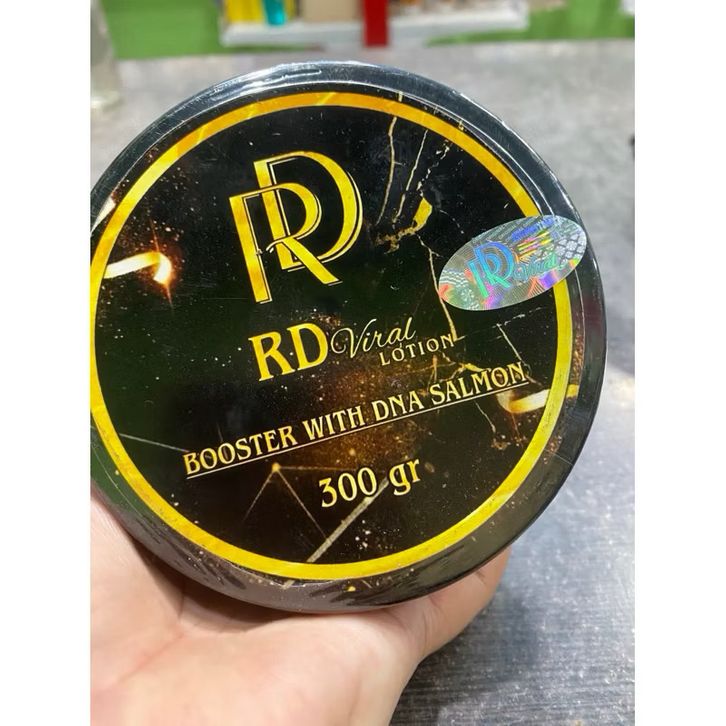 RD
RD Viral
LOTION
BOOSTER WITH DNA SALMON
300 gr
RD Viral